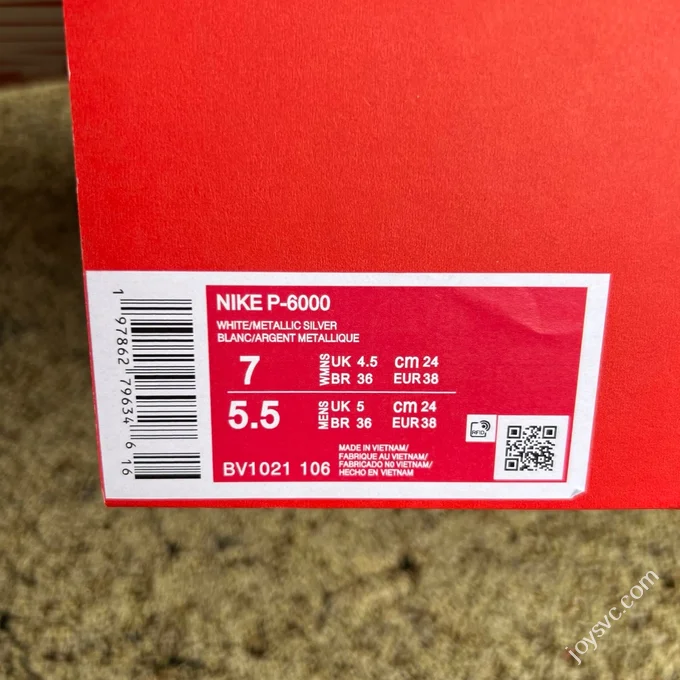 NIKE P-6000
WHITE/METALLIC SILVER
BLANC/ARGENT METALLIQUE
7 WMNS UK 4.5 cm 24
BR 36 EUR 38
5.5 MENS UK 5 cm 24
BR 36 EUR 38
BV1021 106
MADE IN VIETNAM/
FABRIQUE AU VIETNAM/
FABRICADO NO VIETNAM/
HECHO EN VIETNAM
RFID
1 97862 79634 6 16
joysvc.com